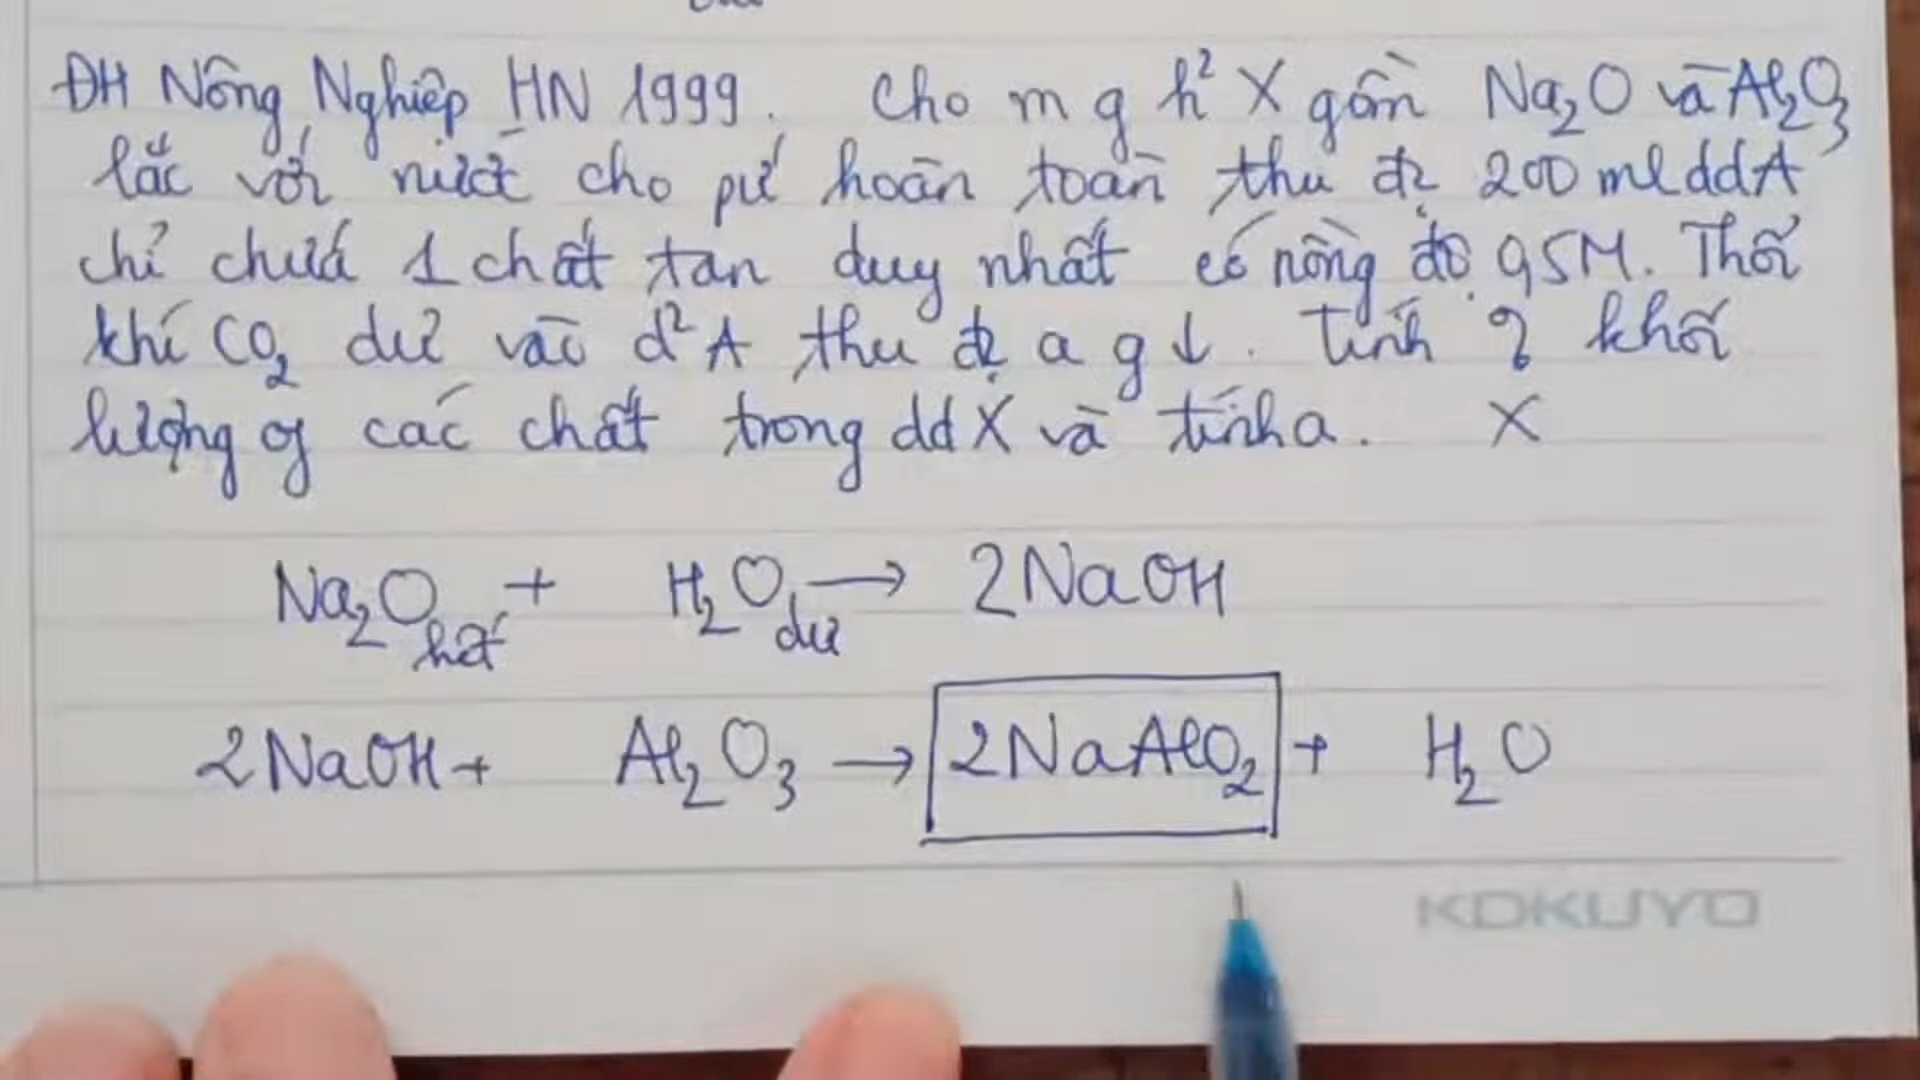 ĐH Nông Nghiệp HN 1999. Cho m g h² X gồm Na₂O và Al₂O₃
lắc với nước cho pứ hoàn toàn thu đc 200 ml dd A
chỉ chứa 1 chất tan duy nhất có nồng độ 0,5M. Thổi
khí CO₂ dư vào d² A thu đc a g ↓. Tính % khối
lượng các chất trong dd X và tính a. X
Na₂O hết + H₂O dư → 2NaOH
2NaOH + Al₂O₃ → 2NaAlO₂ + H₂O
KOKUYO